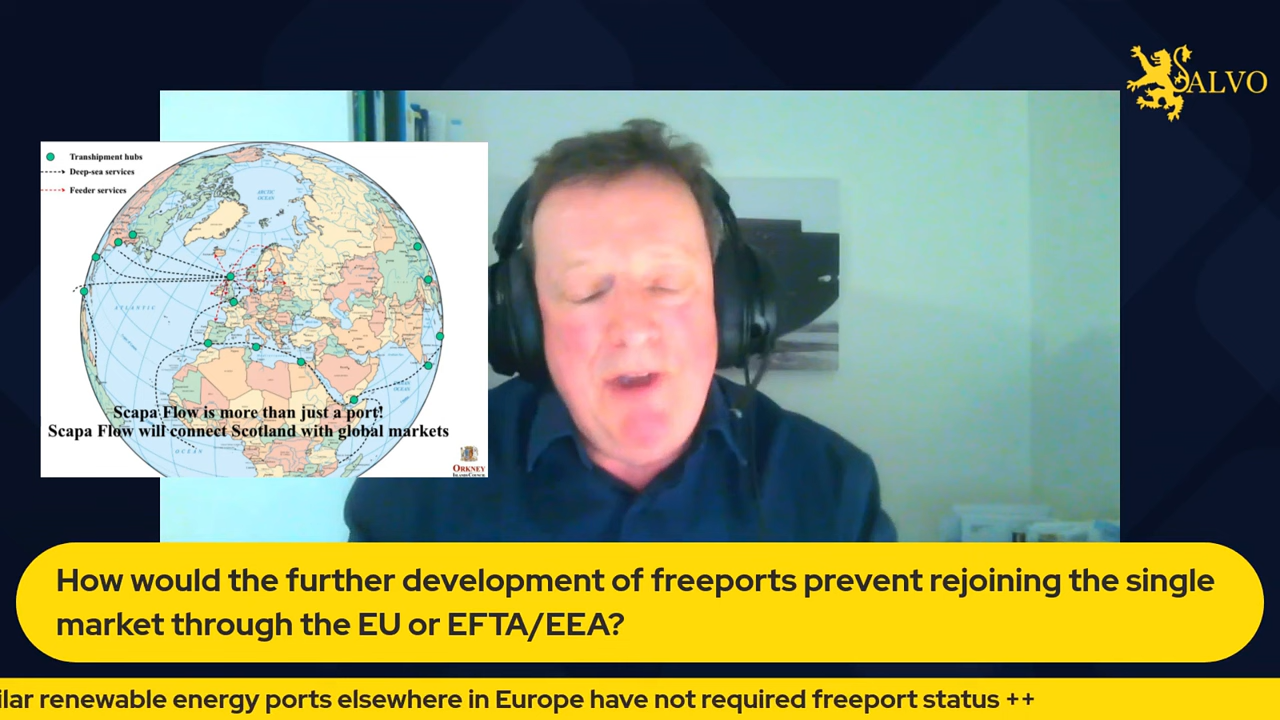 SALVO
Transhipment hubs
Deep-sea services
Feeder services
ARCTIC
OCEAN
ATLANTIC
OCEAN
Scapa Flow is more than just a port!
Scapa Flow will connect Scotland with global markets
ORKNEY
ISLANDS COUNCIL
How would the further development of freeports prevent rejoining the single
market through the EU or EFTA/EEA?
ilar renewable energy ports elsewhere in Europe have not required freeport status ++